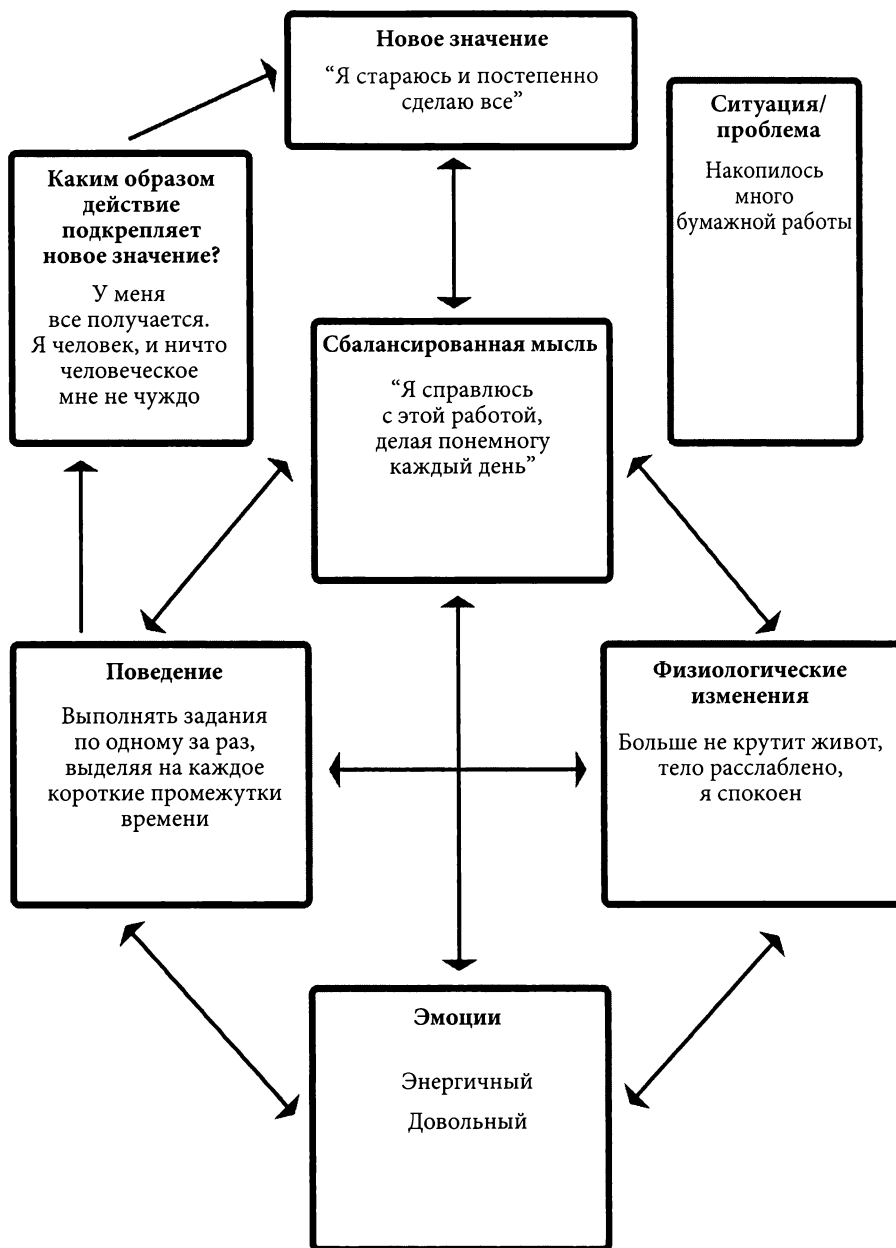 Новое значение
“Я стараюсь и постепенно
сделаю все”
Ситуация/
проблема
Накопилось
много
бумажной работы
Каким образом
действие
подкрепляет
новое значение?
У меня
все получается.
Я человек, и ничто
человеческое
мне не чуждо
Сбалансированная мысль
“Я справлюсь
с этой работой,
делая понемногу
каждый день”
Поведение
Выполнять задания
по одному за раз,
выделяя на каждое
короткие промежутки
времени
Физиологические
изменения
Больше не крутит живот,
тело расслаблено,
я спокоен
Эмоции
Энергичный
Довольный